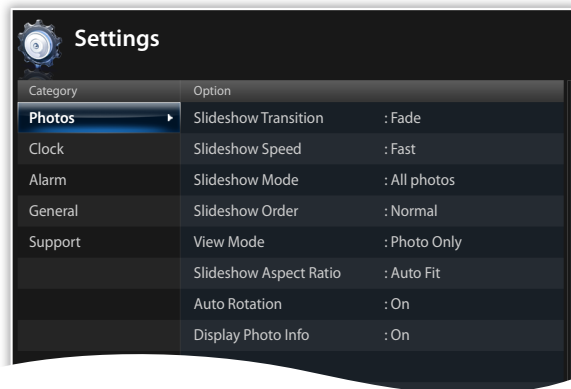 Settings
Category Option
Photos Slideshow Transition : Fade
Clock Slideshow Speed : Fast
Alarm Slideshow Mode : All photos
General Slideshow Order : Normal
Support View Mode : Photo Only
Slideshow Aspect Ratio : Auto Fit
Auto Rotation : On
Display Photo Info : On